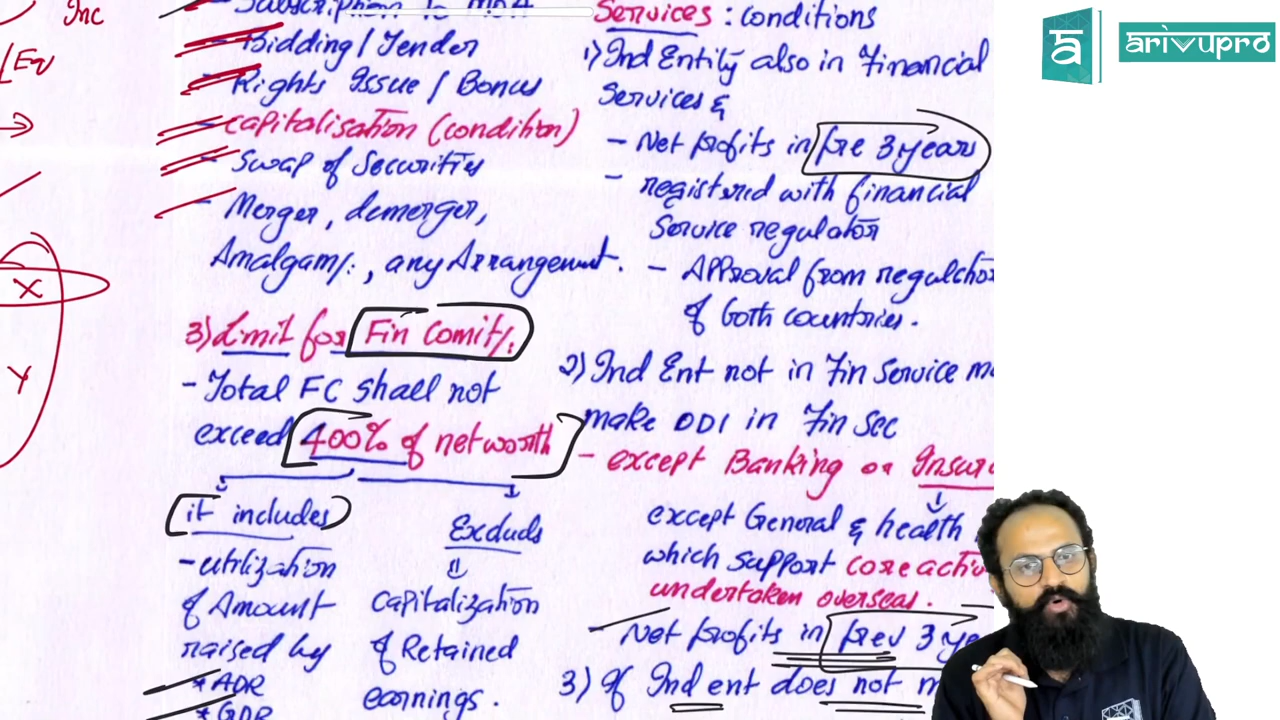 Inc
Eq
X
Y
Subscription to MOA
- Bidding / Tender
- Rights Issue / Bonus
- Capitalisation (condition)
- Swap of Securities
- Merger, demerger,
Amalgam/:, any Arrangement.
3) Limit for Fin Comit/:
- Total FC Shall not
exceed 400% of networth
it includes
- utilization
of Amount
raised by
* ADR
* GDR
Excluds
Capitalization
of Retained
earnings.
Services : conditions
1) Ind Entity also in Financial
Services &
- Net profits in pre 3 years
- registered with financial
Service regulator
- Approval from
of both countries.
2) Ind Ent not in Fin Service
make ODI in Fin Sec
- except Banking or
except General & health
which support core
undertaken overseas.
- Net profits in prev 3
3) If Ind ent does not
arivupro